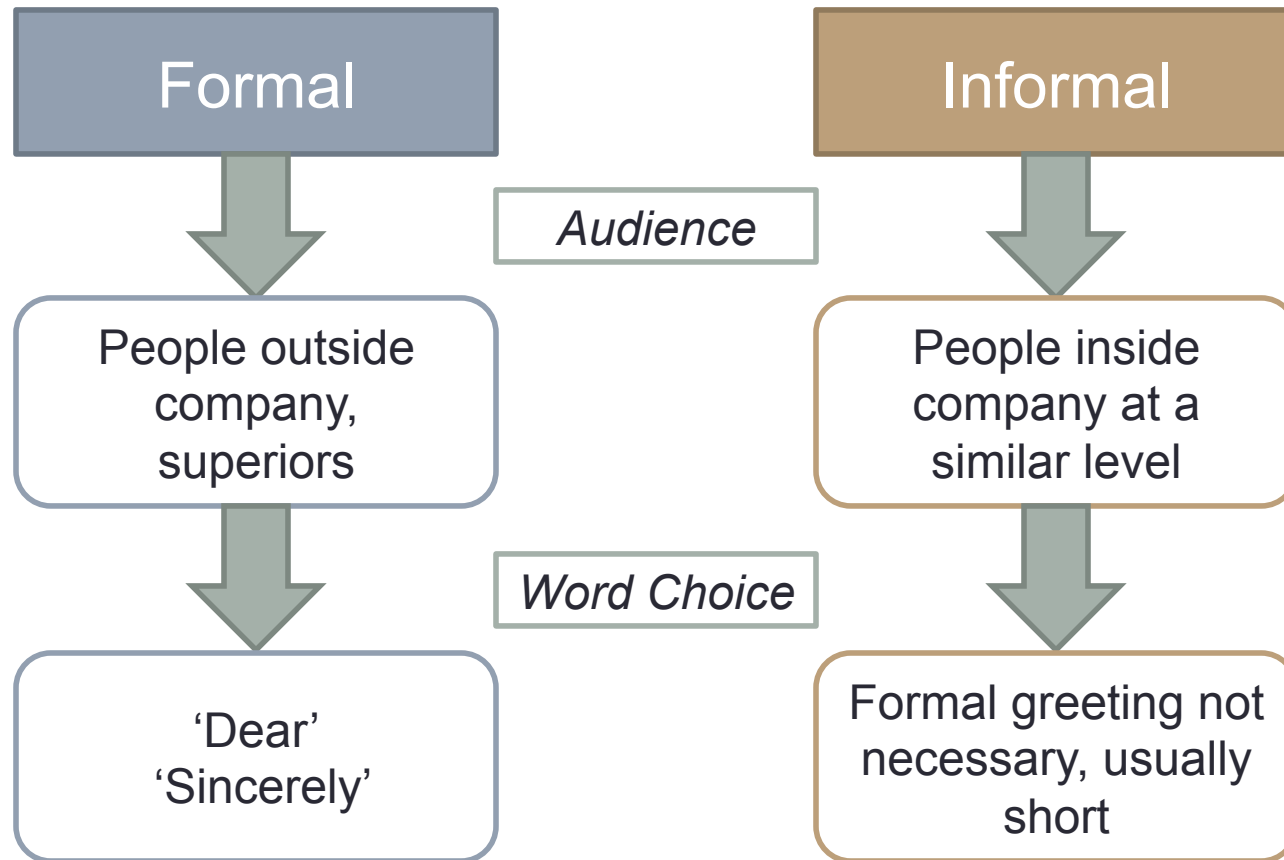 Formal
Informal
Audience
People outside
company,
superiors
People inside
company at a
similar level
Word Choice
‘Dear’
‘Sincerely’
Formal greeting not
necessary, usually
short